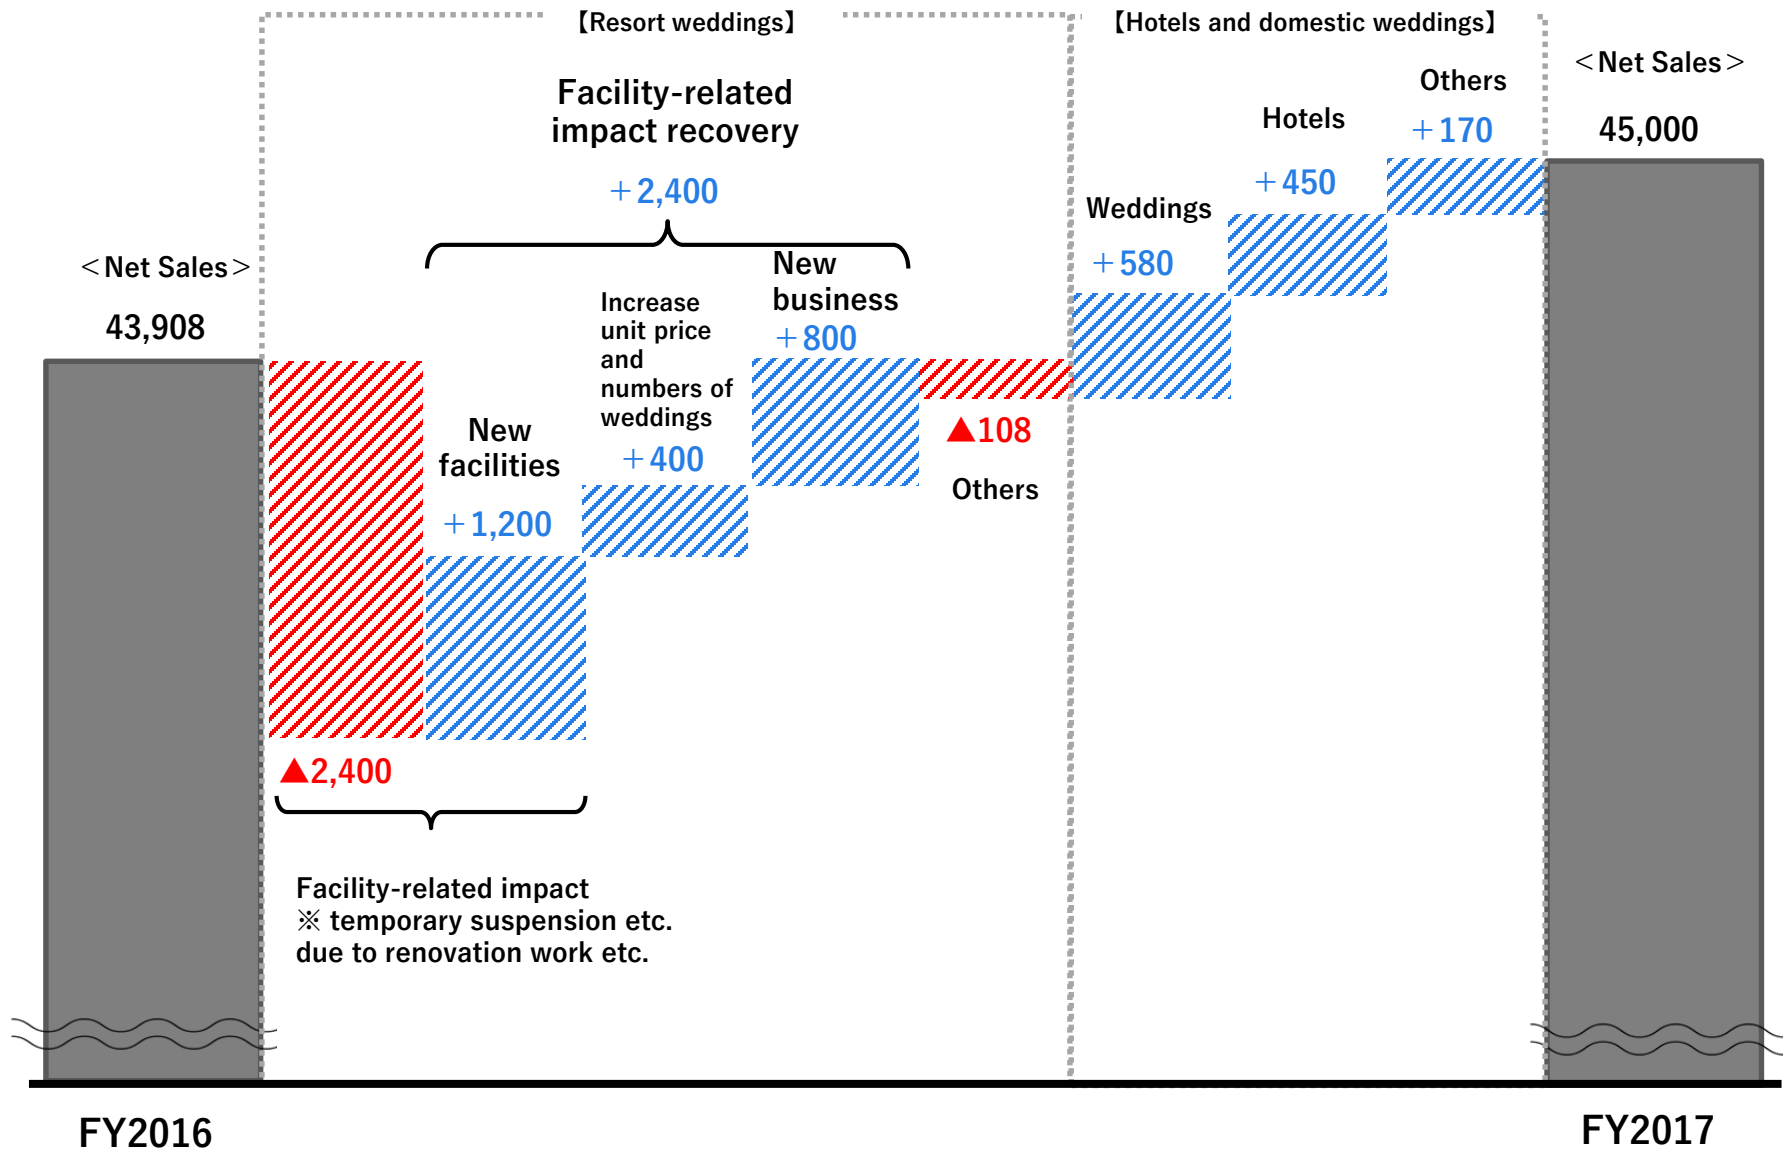 【Resort weddings】
【Hotels and domestic weddings】
Facility-related
impact recovery
+2,400
＜Net Sales＞
43,908
▲2,400
New
facilities
+1,200
Increase
unit price
and
numbers of
weddings
+400
New
business
+800
▲108
Others
Weddings
+580
Hotels
+450
Others
+170
＜Net Sales＞
45,000
Facility-related impact
※ temporary suspension etc.
due to renovation work etc.
FY2016
FY2017